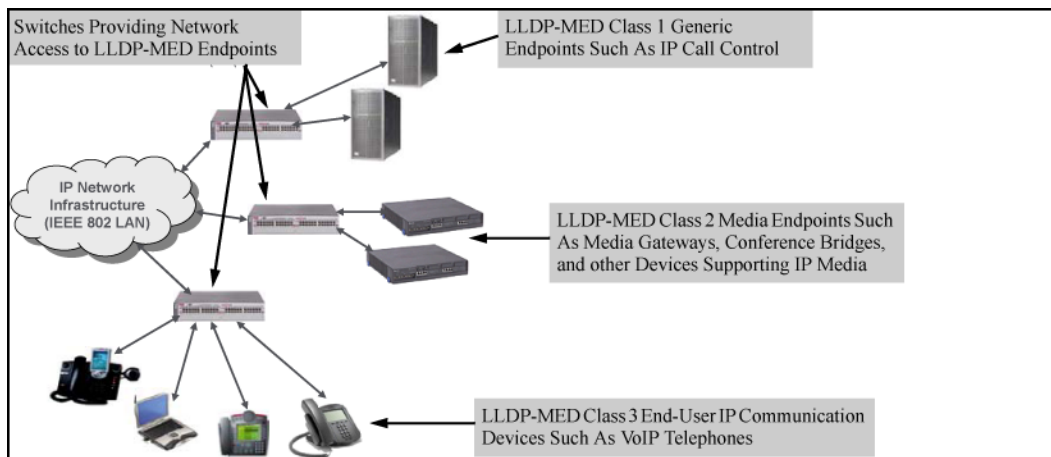 Switches Providing Network
Access to LLDP-MED Endpoints
LLDP-MED Class 1 Generic
Endpoints Such As IP Call Control
IP Network
Infrastructure
(IEEE 802 LAN)
LLDP-MED Class 2 Media Endpoints Such
As Media Gateways, Conference Bridges,
and other Devices Supporting IP Media
LLDP-MED Class 3 End-User IP Communication
Devices Such As VoIP Telephones